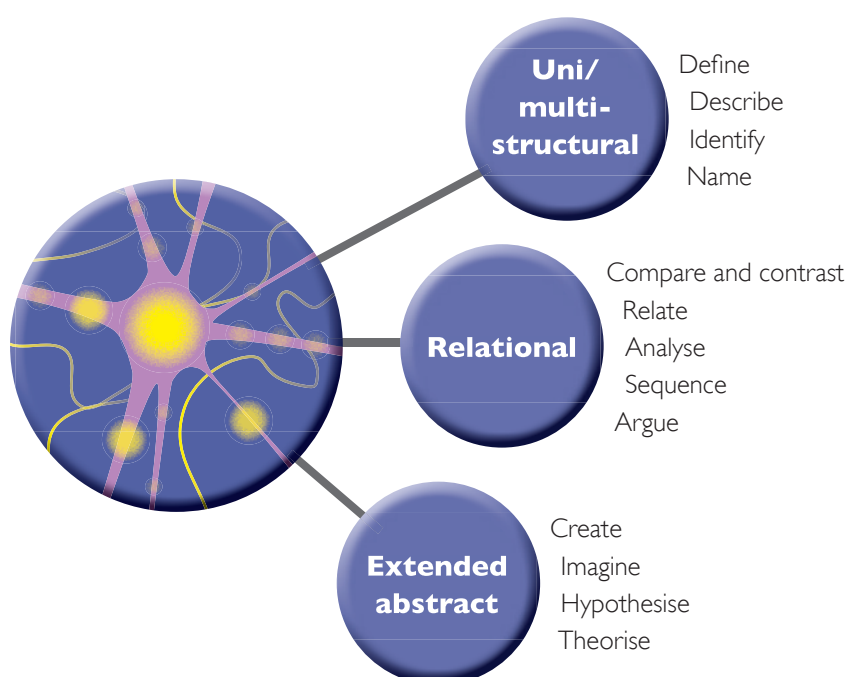 Uni/
multi-
structural
Define
Describe
Identify
Name
Relational
Compare and contrast
Relate
Analyse
Sequence
Argue
Extended
abstract
Create
Imagine
Hypothesise
Theorise